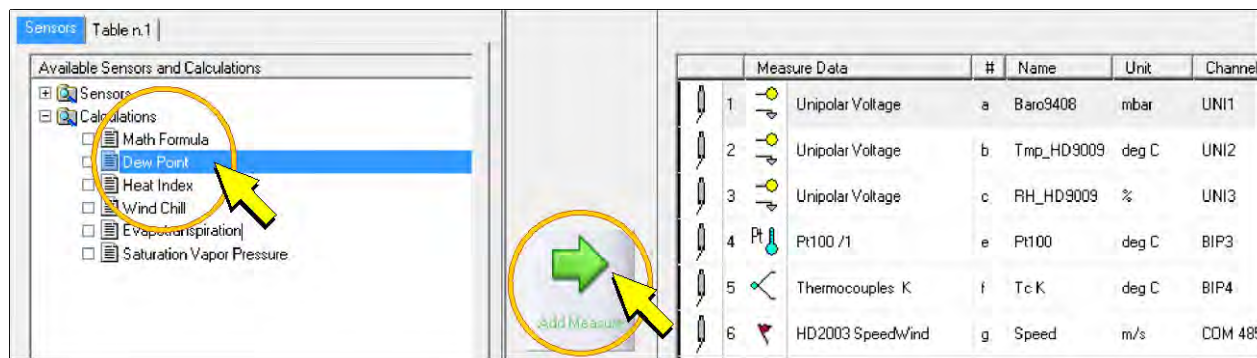 Sensors Table n.1
Available Sensors and Calculations
Sensors
Calculations
Math Formula
Dew Point
Heat Index
Wind Chill
Evapotranspiration
Saturation Vapor Pressure
Add Measure
Measure Data # Name Unit Channel
1 Unipolar Voltage a Baro9408 mbar UNI1
2 Unipolar Voltage b Tmp_HD9009 deg C UNI2
3 Unipolar Voltage c RH_HD9009 % UNI3
4 Pt Pt100 /1 e Pt100 deg C BIP3
5 Thermocouples K f Tc K deg C BIP4
6 HD2003 SpeedWind g Speed m/s COM 485